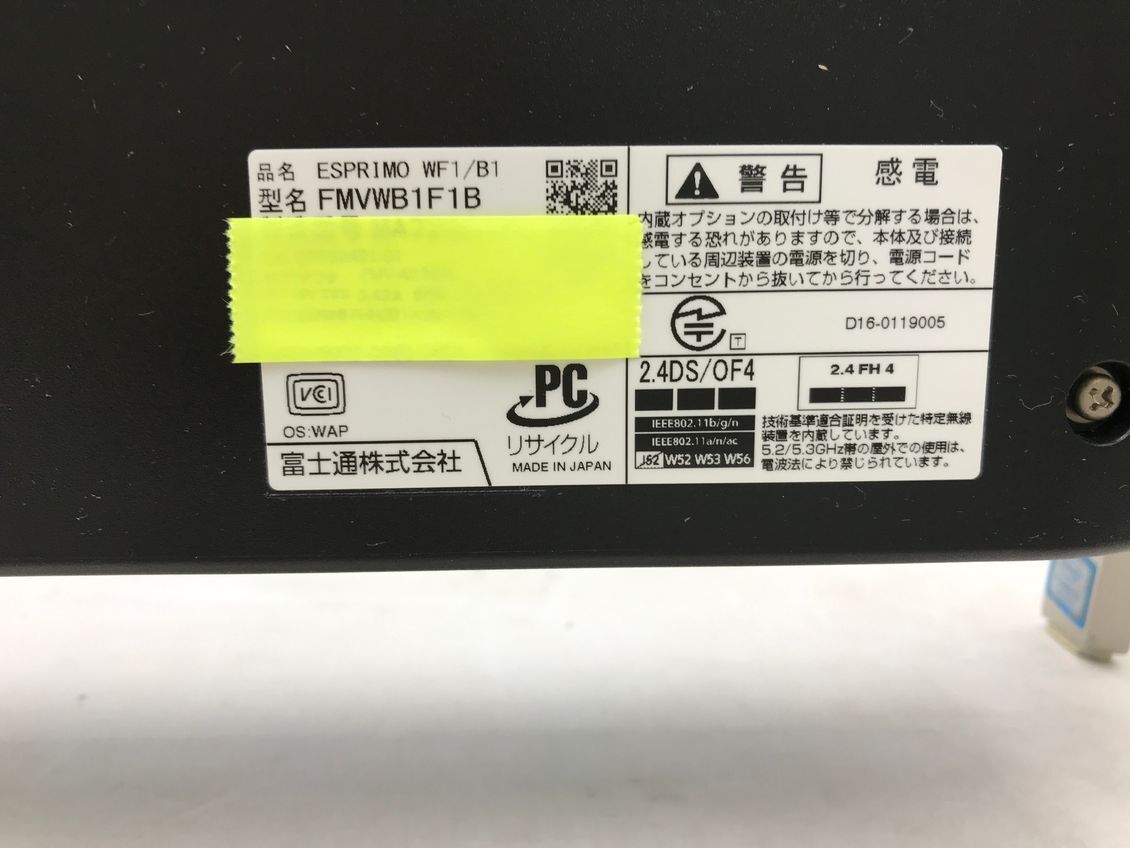 品名 ESPRIMO WF1/B1
型名 FMVWB1F1B
VCI
OS:WAP
PC
リサイクル
MADE IN JAPAN
富士通株式会社
警告 感電
内蔵オプションの取付け等で分解する場合は、
感電する恐れがありますので、本体及び接続
している周辺装置の電源を切り、電源コード
をコンセントから抜いてから行ってください。
T
D16-0119005
2.4DS/OF4
IEEE802.11b/g/n
IEEE802.11a/n/ac
J52 W52 W53 W56
2.4 FH 4
技術基準適合証明を受けた特定無線
装置を内蔵しています。
5.2/5.3GHz帯の屋外での使用は、
電波法により禁じられています。